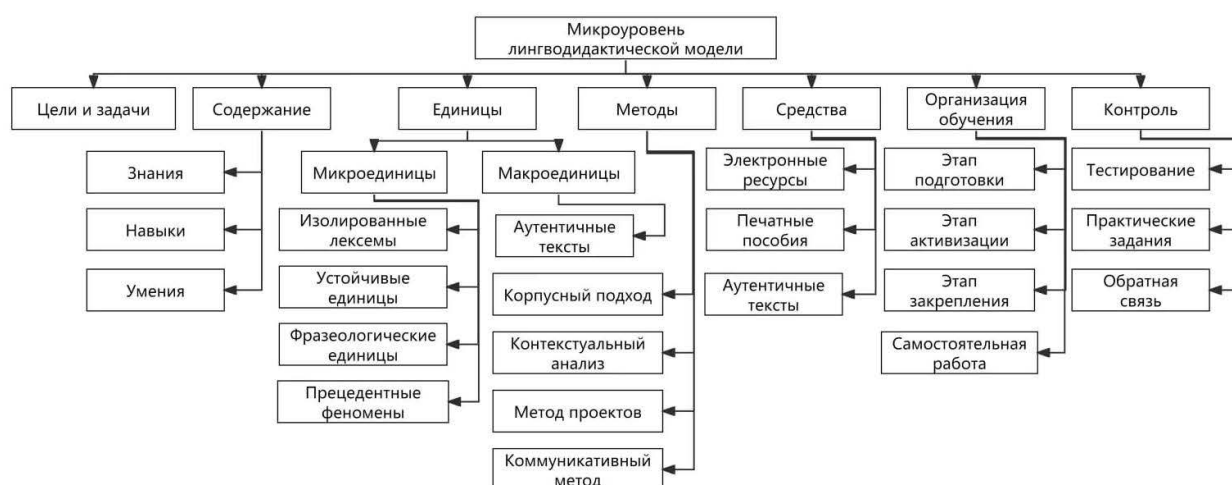 Микроуровень
лингводидактической модели
Цели и задачи
Содержание
Единицы
Методы
Средства
Организация
обучения
Контроль
Знания
Навыки
Умения
Микроединицы
Макроединицы
Изолированные
лексемы
Устойчивые
единицы
Фразеологические
единицы
Прецедентные
феномены
Аутентичные
тексты
Корпусный подход
Контекстуальный
анализ
Метод проектов
Коммуникативный
метод
Электронные
ресурсы
Печатные
пособия
Аутентичные
тексты
Этап
подготовки
Этап
активизации
Этап
закрепления
Самостоятельная
работа
Тестирование
Практические
задания
Обратная
связь